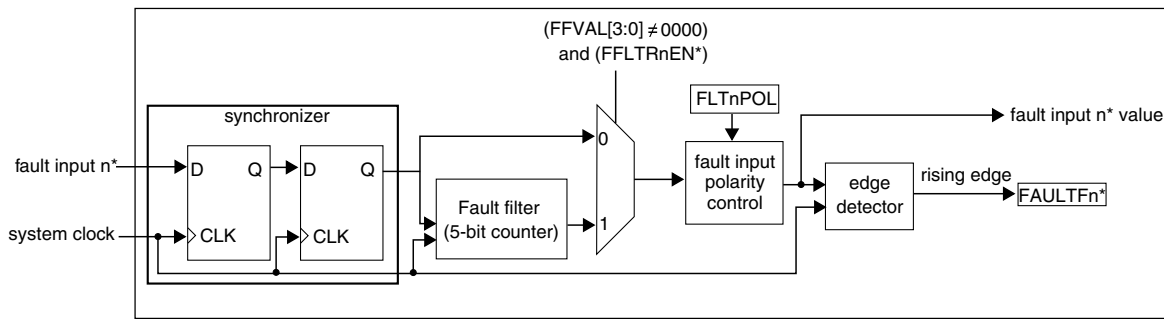 (FFVAL[3:0] ≠ 0000)
and (FFLTRnEN*)
synchronizer
FLTnPOL
fault input n* value
fault input n*
D Q
D Q
0
fault input
polarity
control
edge
detector
rising edge
FAULTFn*
Fault filter
(5-bit counter)
1
system clock
CLK
CLK